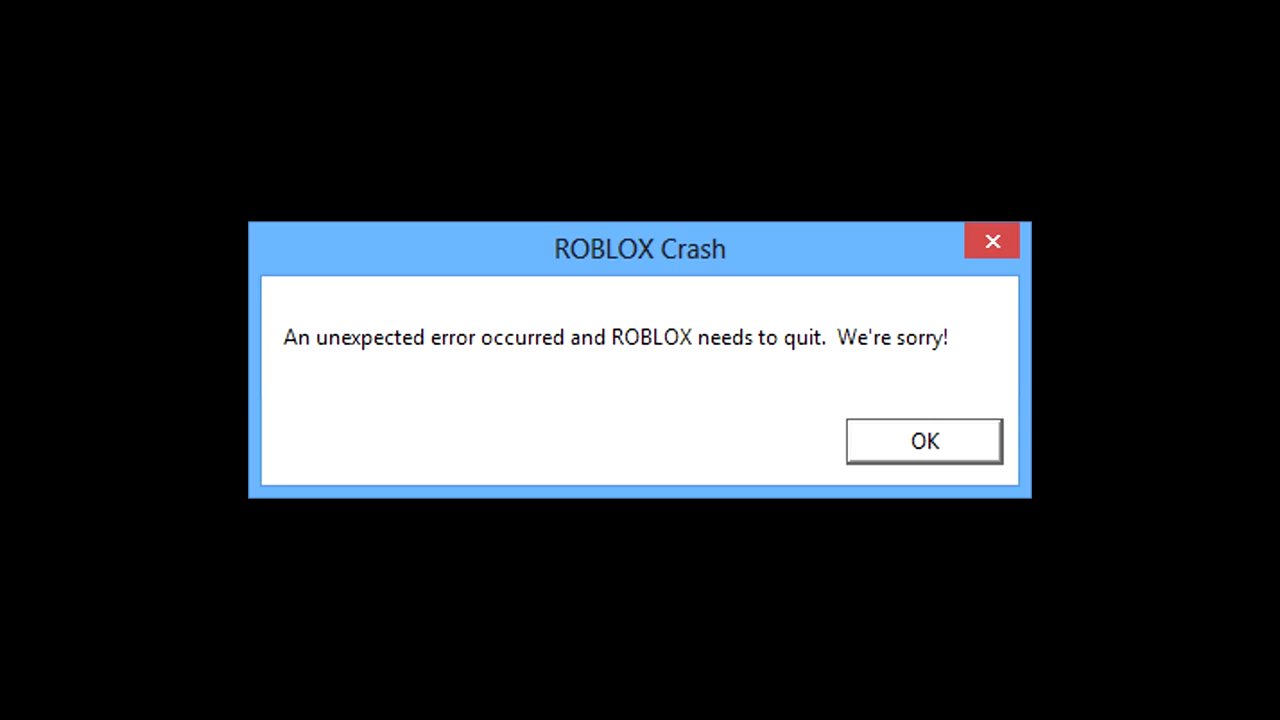 ROBLOX Crash
An unexpected error occurred and ROBLOX needs to quit.  We're sorry!
OK